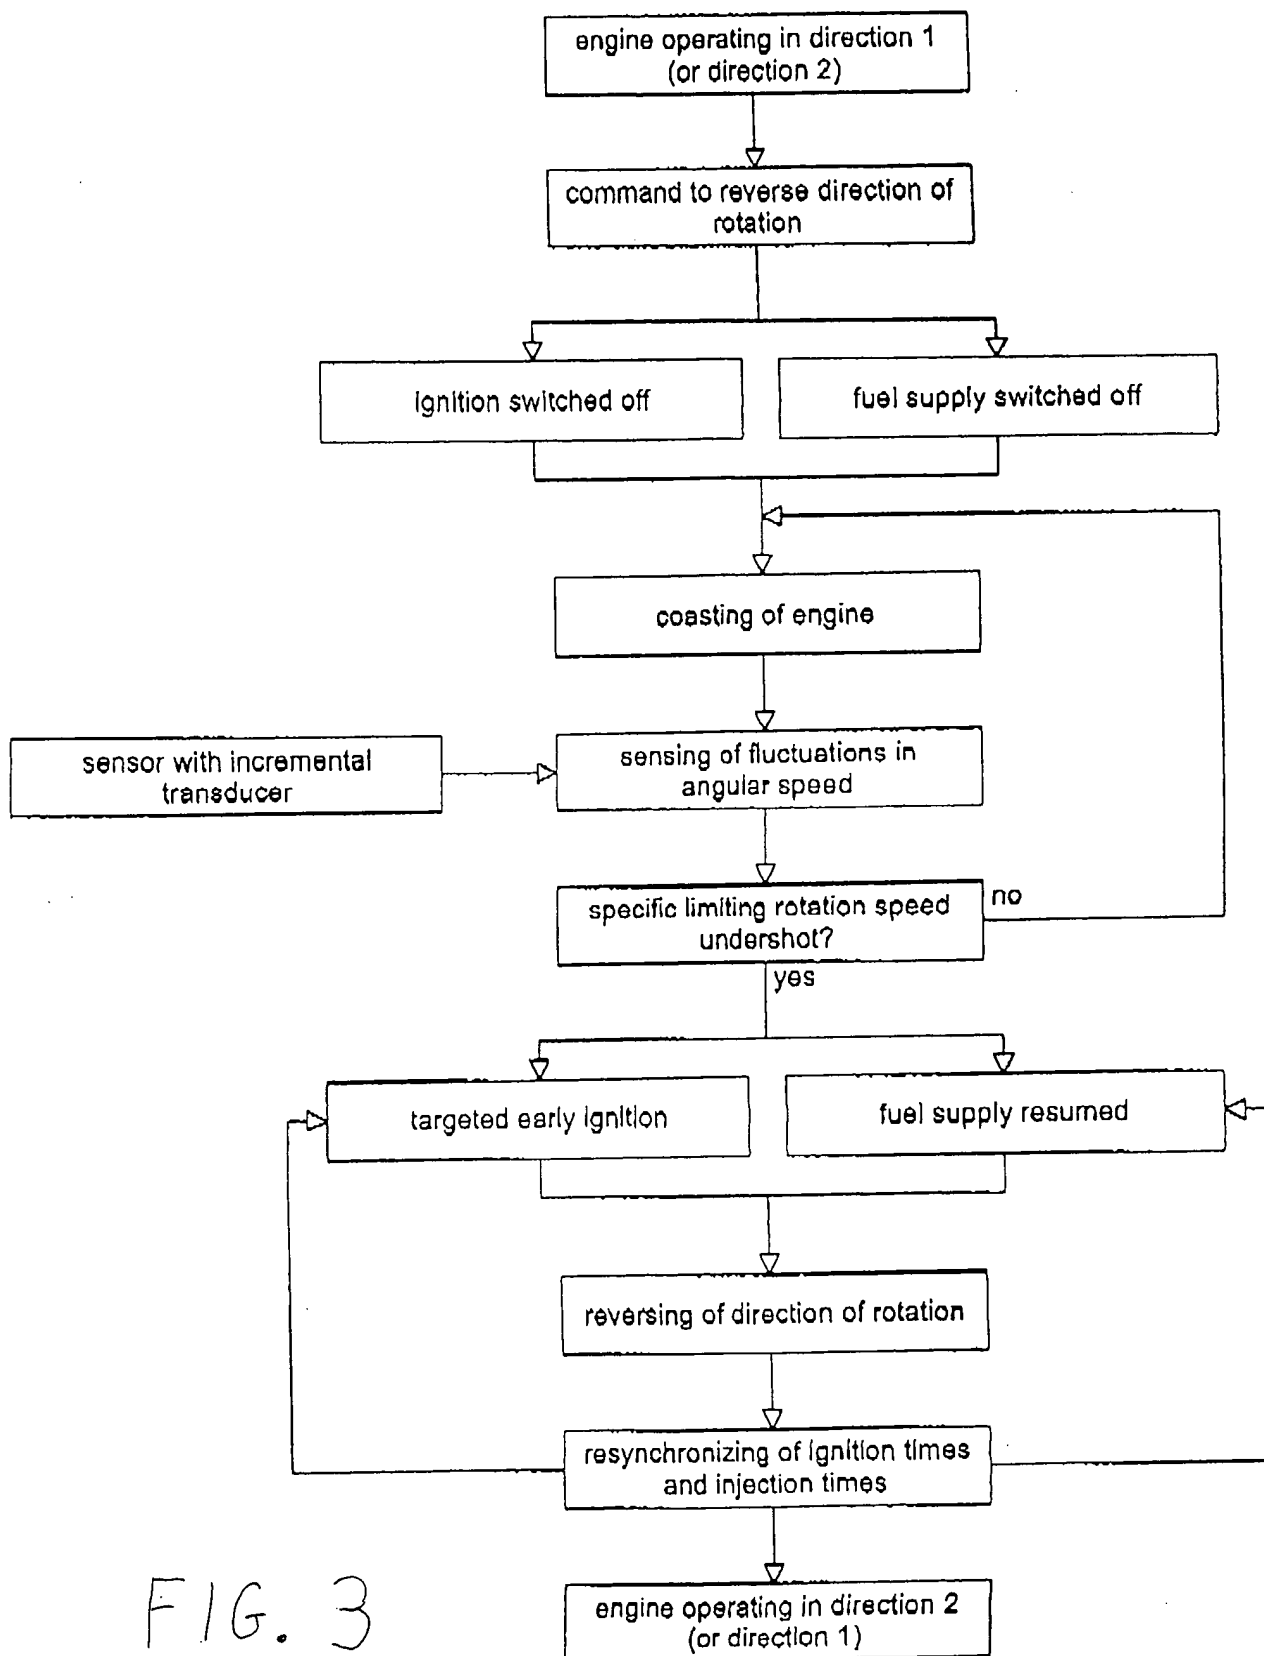 engine operating in direction 1
(or direction 2)
command to reverse direction of
rotation
ignition switched off
fuel supply switched off
coasting of engine
sensor with incremental
transducer
sensing of fluctuations in
angular speed
specific limiting rotation speed
undershot?
no
yes
targeted early ignition
fuel supply resumed
reversing of direction of rotation
resynchronizing of ignition times
and injection times
engine operating in direction 2
(or direction 1)
FIG. 3